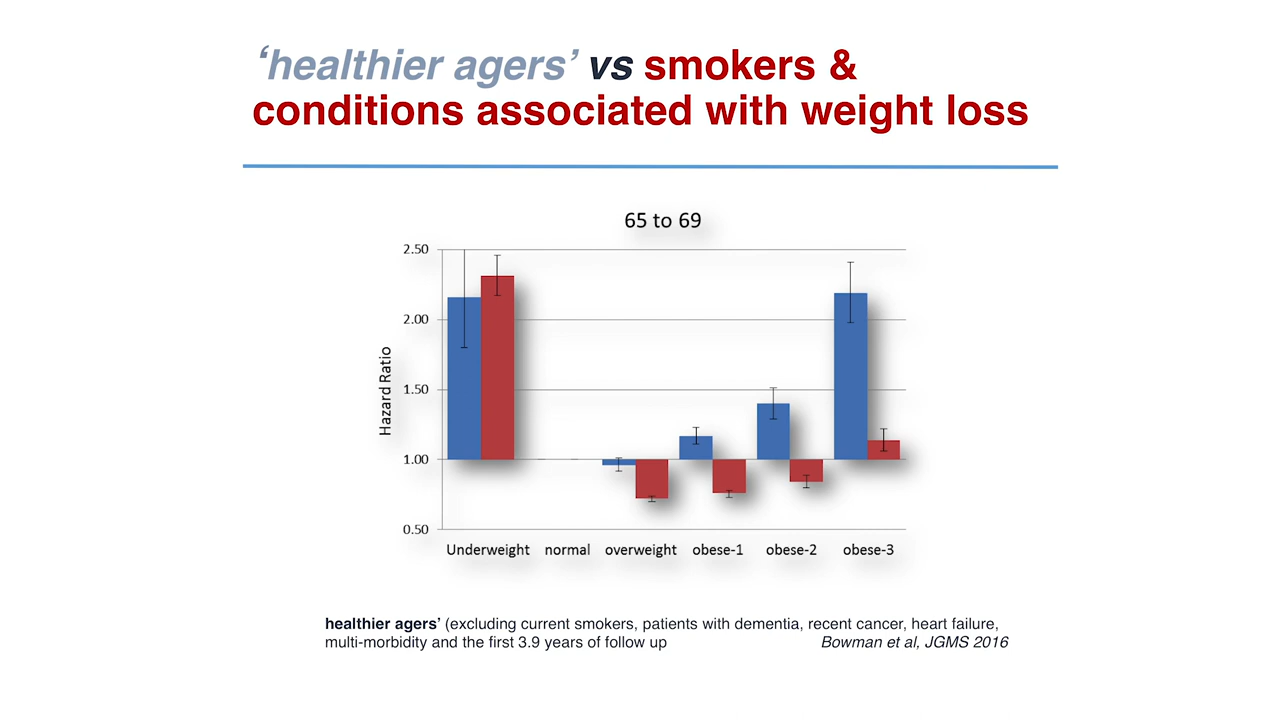 ‘healthier agers’ vs smokers &
conditions associated with weight loss
65 to 69
2.50
2.00
1.50
1.00
0.50
Hazard Ratio
Underweight normal overweight obese-1 obese-2 obese-3
healthier agers’ (excluding current smokers, patients with dementia, recent cancer, heart failure,
multi-morbidity and the first 3.9 years of follow up Bowman et al, JGMS 2016